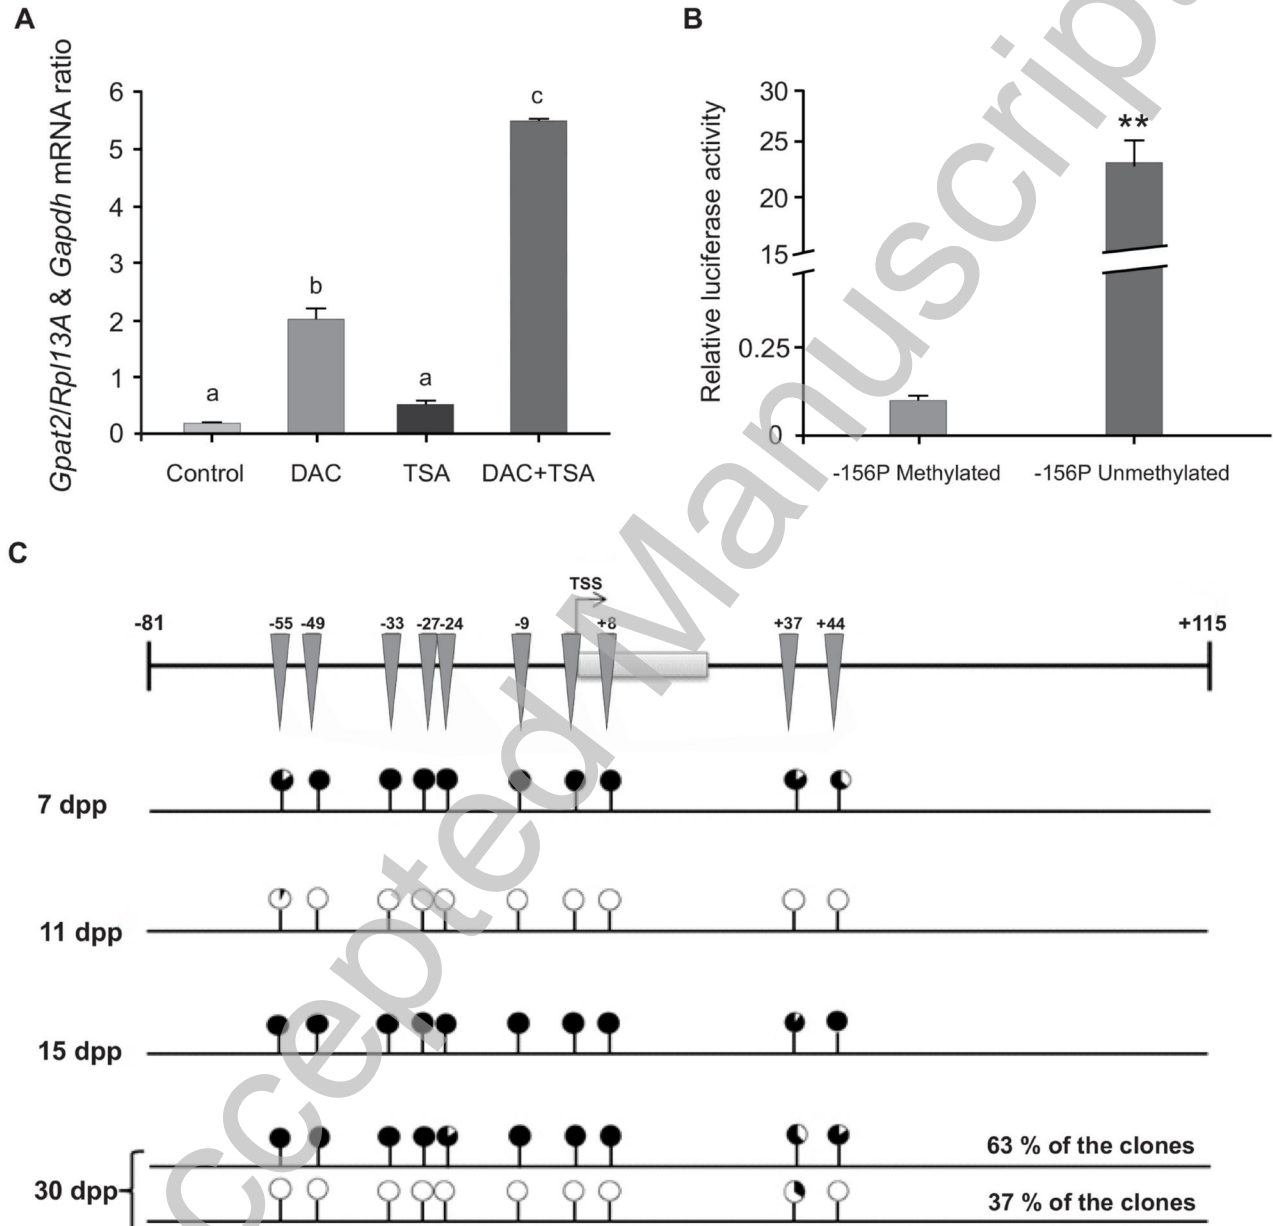 A
Gpat2/Rpl13A & Gapdh mRNA ratio
6
5
4
3
2
1
0
a
b
a
c
Control DAC TSA DAC+TSA
B
Relative luciferase activity
30
25
20
15
0.25
0
**
-156P Methylated -156P Unmethylated
C
TSS
-81 -55 -49 -33 -27 -24 -9 +8 +37 +44 +115
7 dpp
11 dpp
15 dpp
30 dpp
63 % of the clones
37 % of the clones
ccepted Manuscript